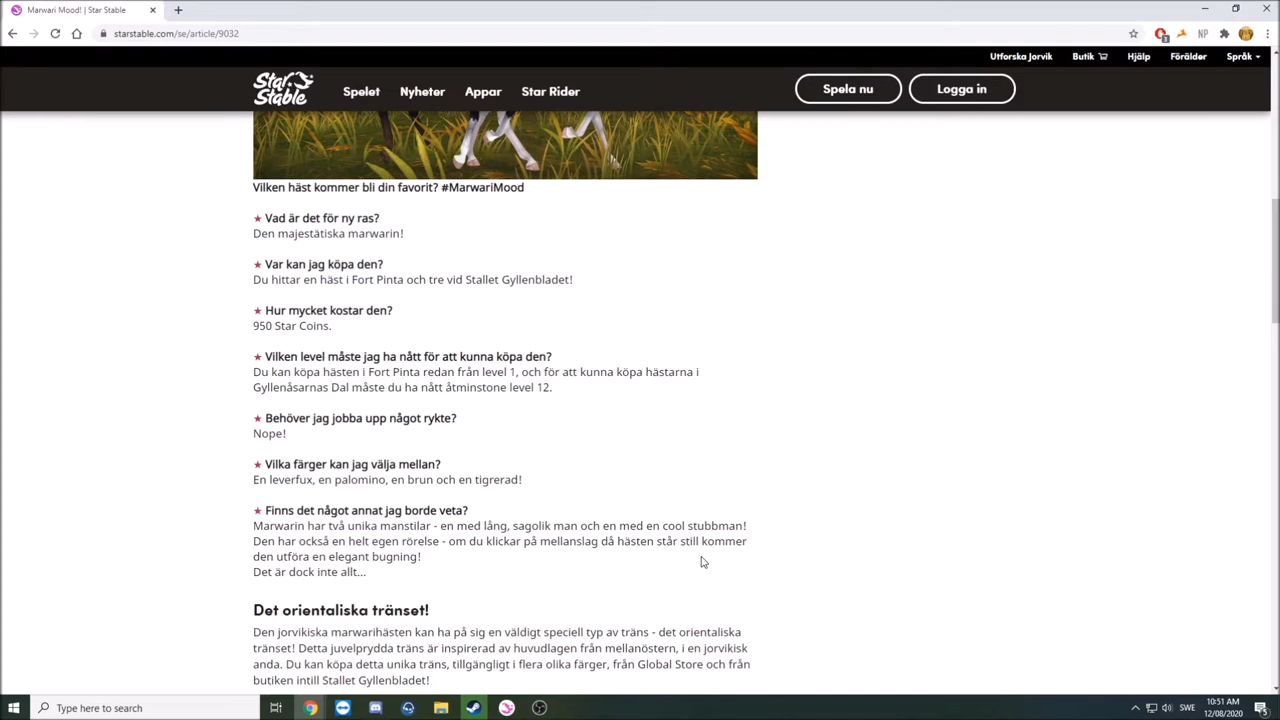 Marwari Mood! | Star Stable
starstable.com/se/article/9032
3
NP
Utforska Jorvik Butik Hjälp Förälder Språk
Star Stable
Spelet Nyheter Appar Star Rider Spela nu Logga in
Vilken häst kommer bli din favorit? #MarwariMood
★ Vad är det för ny ras?
Den majestätiska marwarin!
★ Var kan jag köpa den?
Du hittar en häst i Fort Pinta och tre vid Stallet Gyllenbladet!
★ Hur mycket kostar den?
950 Star Coins.
★ Vilken level måste jag ha nått för att kunna köpa den?
Du kan köpa hästen i Fort Pinta redan från level 1, och för att kunna köpa hästarna i
Gyllenåsarnas Dal måste du ha nått åtminstone level 12.
★ Behöver jag jobba upp något rykte?
Nope!
★ Vilka färger kan jag välja mellan?
En leverfux, en palomino, en brun och en tigrerad!
★ Finns det något annat jag borde veta?
Marwarin har två unika manstilar - en med lång, sagolik man och en med en cool stubbman!
Den har också en helt egen rörelse - om du klickar på mellanslag då hästen står still kommer
den utföra en elegant bugning!
Det är dock inte allt...
Det orientaliska tränset!
Den jorvikiska marwarihästen kan ha på sig en väldigt speciell typ av träns - det orientaliska
tränset! Detta juvelprydda träns är inspirerad av huvudlagen från mellanöstern, i en jorvikisk
anda. Du kan köpa detta unika träns, tillgängligt i flera olika färger, från Global Store och från
butiken intill Stallet Gyllenbladet!
Type here to search
SWE
10:51 AM
12/08/2020
5